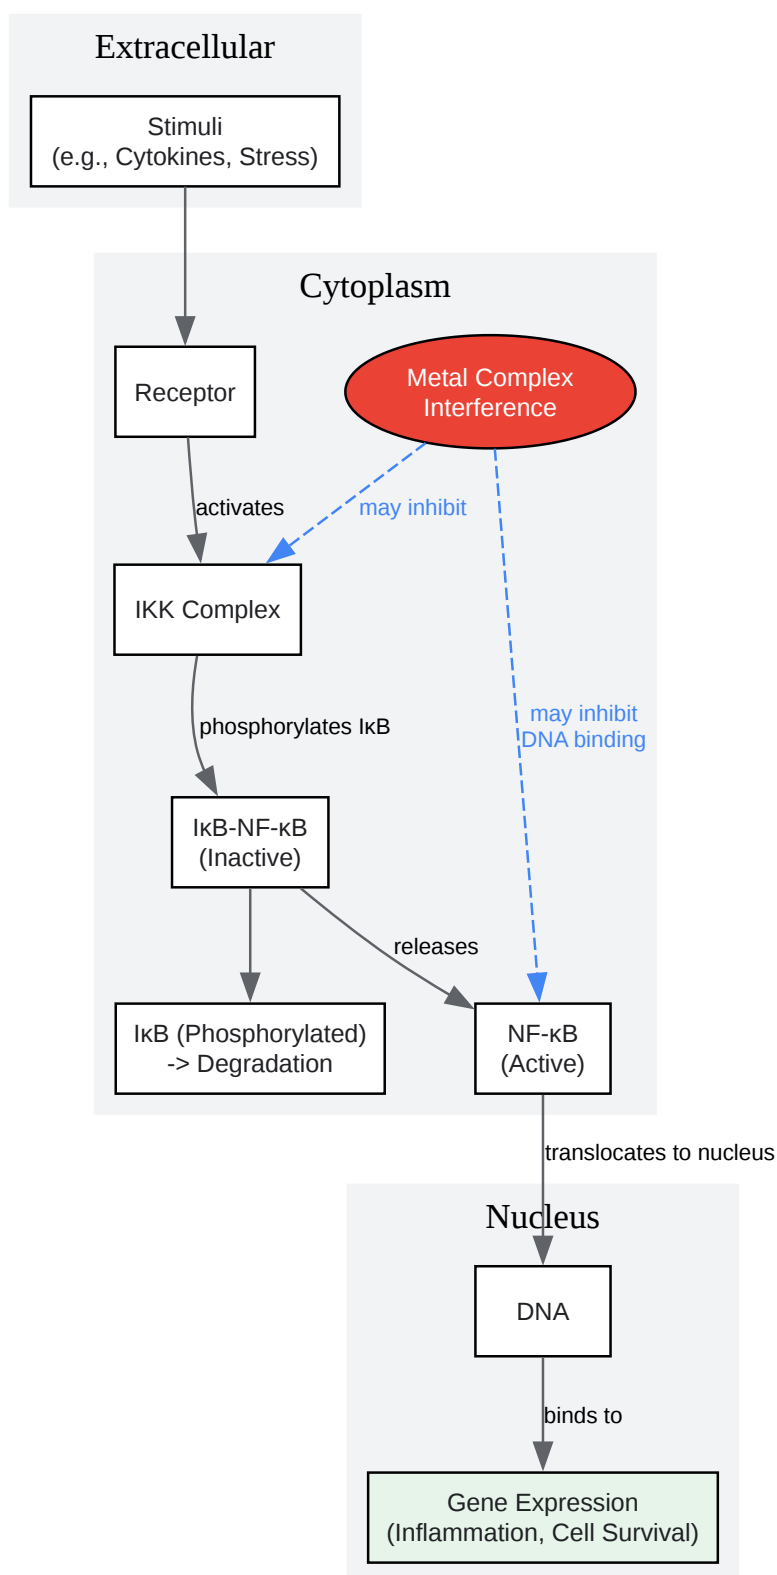 Extracellular
Stimuli
(e.g., Cytokines, Stress)
Cytoplasm
Receptor
Metal Complex
Interference
activates
may inhibit
IKK Complex
phosphorylates IκB
may inhibit
DNA binding
IκB-NF-κB
(Inactive)
releases
IκB (Phosphorylated)
-> Degradation
NF-κB
(Active)
translocates to nucleus
Nucleus
DNA
binds to
Gene Expression
(Inflammation, Cell Survival)